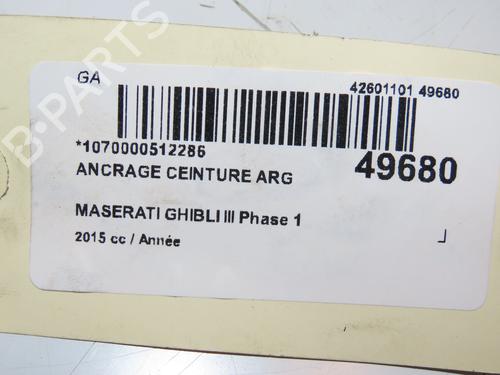 GA
42601101 49680
*1070000512286
49680
ANCRAGE CEINTURE ARG
MASERATI GHIBLI III Phase 1
2015 cc / Année
B-PARTS